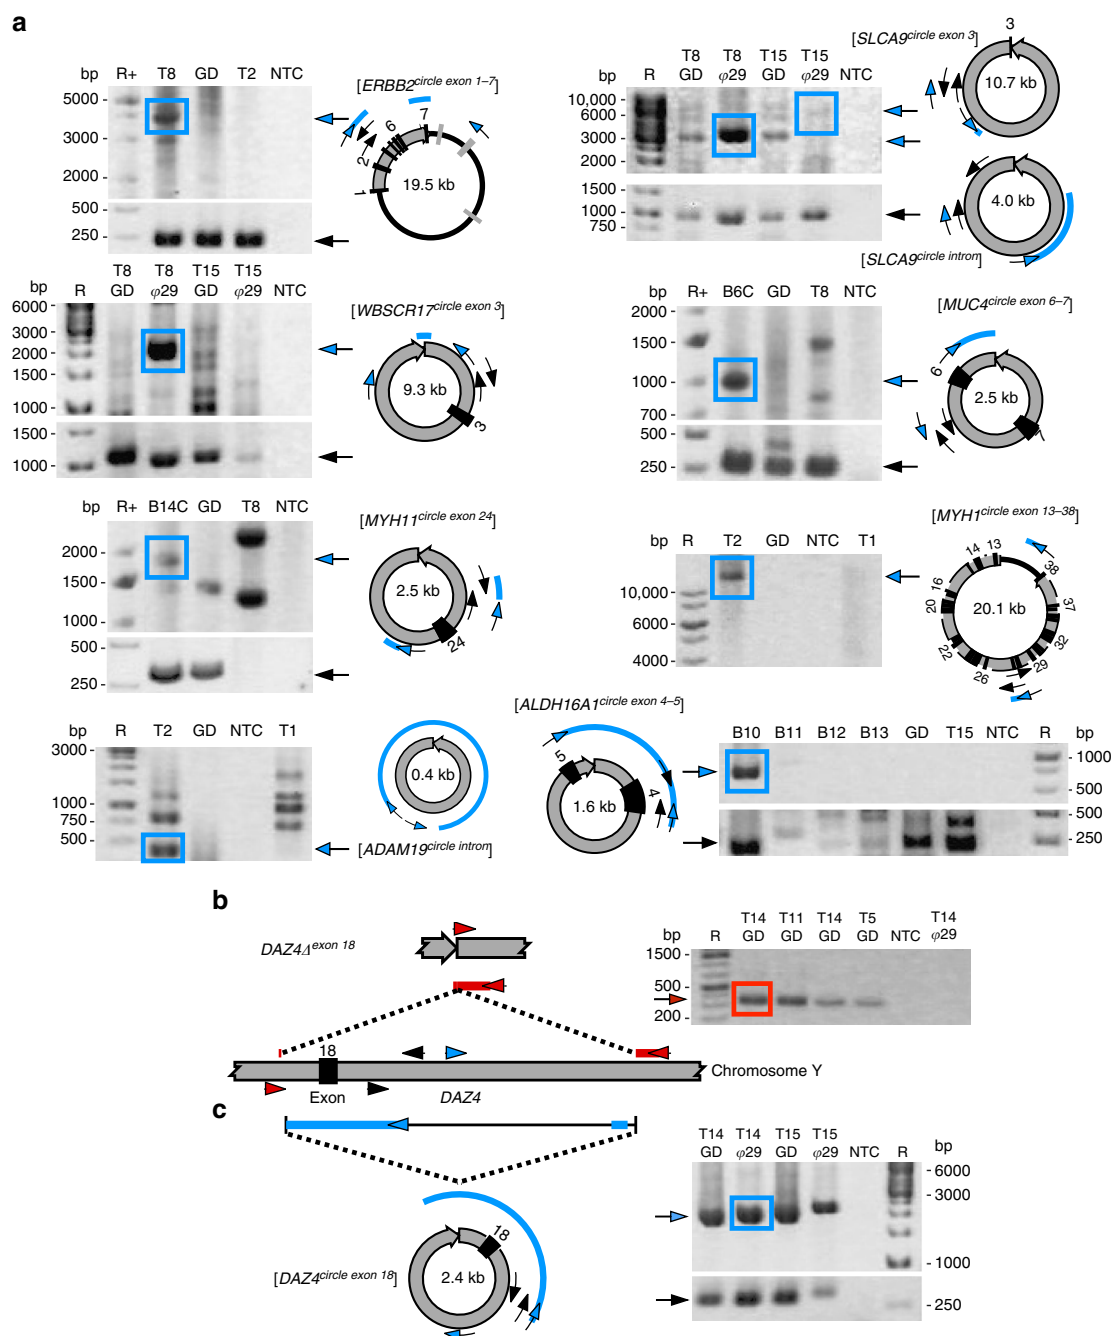 a
bp R+ T8 GD T2 NTC
5000
4000
2000
500
250
[ERBB2circle exon 1–7]
1 2 6 7
19.5 kb
T8 T8 T15 T15
R GD φ29 GD φ29 NTC
bp
10,000
3000
2000
1500
1000
750
[SLCA9circle exon 3]
3
10.7 kb
4.0 kb
[SLCA9circle intron]
T8 T8 T15 T15
bp R GD φ29 GD φ29 NTC
6000
3000
2000
1500
1000
1500
1000
[WBSCR17circle exon 3]
9.3 kb
3
bp R+ B6C GD T8 NTC
2000
1500
1000
700
500
250
[MUC4circle exon 6–7]
6
2.5 kb
7
bp R+ B14C GD T8 NTC
2000
1500
1000
500
250
[MYH11circle exon 24]
2.5 kb
24
bp R T2 GD NTC T1
10,000
6000
4000
[MYH1circle exon 13–38]
13 14 16 20 22 26 29 32 37 38
20.1 kb
bp R T2 GD NTC T1
3000
1000
750
500
0.4 kb
[ADAM19circle intron]
[ALDH16A1circle exon 4–5]
5
4
1.6 kb
B10 B11 B12 B13 GD T15 NTC R bp
1000
500
500
250
b
DAZ4Δexon 18
18
Exon
DAZ4
Chromosome Y
T14 T11 T14 T5 T14
bp R GD GD GD GD NTC φ29
1500
500
200
c
[DAZ4circle exon 18]
18
2.4 kb
T14 T14 T15 T15
GD φ29 GD φ29 NTC R bp
6000
3000
1000
250